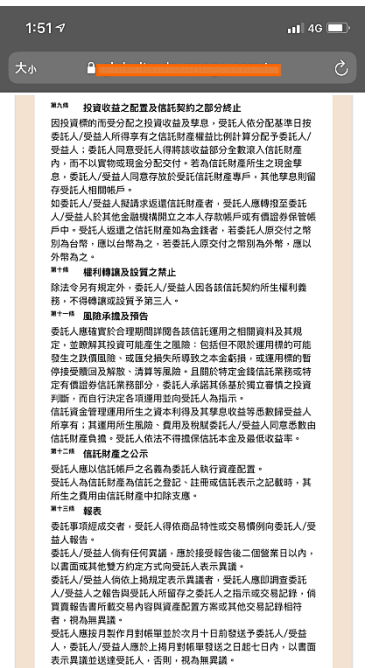 1:51
4G
大小
第九條 投資收益之配置及信託契約之部分終止
因投資標的而受分配之投資收益及孳息，受託人依分配基準日按
委託人/受益人所得享有之信託財產權益比例計算分配予委託人/
受益人；委託人同意受託人得將該收益部分全數滾入信託財產
內，而不以實物或現金分配交付。若為信託財產所生之現金孳
息，委託人/受益人同意存放於受託信託財產專戶，其他孳息則留
存受託人相關帳戶。
如委託人/受益人擬請求返還信託財產者，受託人應轉撥至委託
人/受益人於其他金融機構開立之本人存款帳戶或有價證券保管帳
戶中。受託人返還之信託財產如為金錢者，若委託人原交付之幣
別為台幣，應以台幣為之，若委託人原交付之幣別為外幣，應以
外幣為之。
第十條 權利轉讓及設質之禁止
除法令另有規定外，委託人/受益人因各該信託契約所生權利義
務，不得轉讓或設質予第三人。
第十一條 風險承擔及預告
委託人應確實於合理期間詳閱各該信託運用之相關資料及其規
定，並瞭解其投資可能產生之風險：包括但不限於運用標的可能
發生之跌價風險、或匯兌損失所導致之本金虧損，或運用標的暫
停接受贖回及解散、清算等風險。且關於特定金錢信託業務或特
定有價證券信託業務部分，委託人承諾其係基於獨立審慎之投資
判斷，而自行決定各項運用並向受託人為指示。
信託資金管理運用所生之資本利得及其孳息收益等悉數歸受益人
所享有；其運用所生風險、費用及稅賦委託人/受益人同意悉數由
信託財產負擔。受託人依法不得擔保信託本金及最低收益率。
第十二條 信託財產之公示
受託人應以信託帳戶之名義為委託人執行資產配置。
受託人為信託財產為信託之登記、註冊或信託表示之記載時，其
所生之費用由信託財產中扣除支應。
第十三條 報表
委託事項經成交者，受託人得依商品特性或交易慣例向委託人/受
益人報告。
委託人/受益人倘有任何異議，應於接受報告後二個營業日以內，
以書面或其他雙方約定方式向受託人表示異議。
委託人/受益人倘依上揭規定表示異議者，受託人應即調查委託
人/受益人之報告與受託人所留存之委託人之指示或交易記錄，倘
買賣報告書所載交易內容與資產配置方案或其他交易記錄相符
者，視為無異議。
受託人應按月製作月對帳單並於次月十日前發送予委託人/受益
人，委託人/受益人應於上揭月對帳單發送之日起七日內，以書面
表示異議並送達受託人，否則，視為無異議。